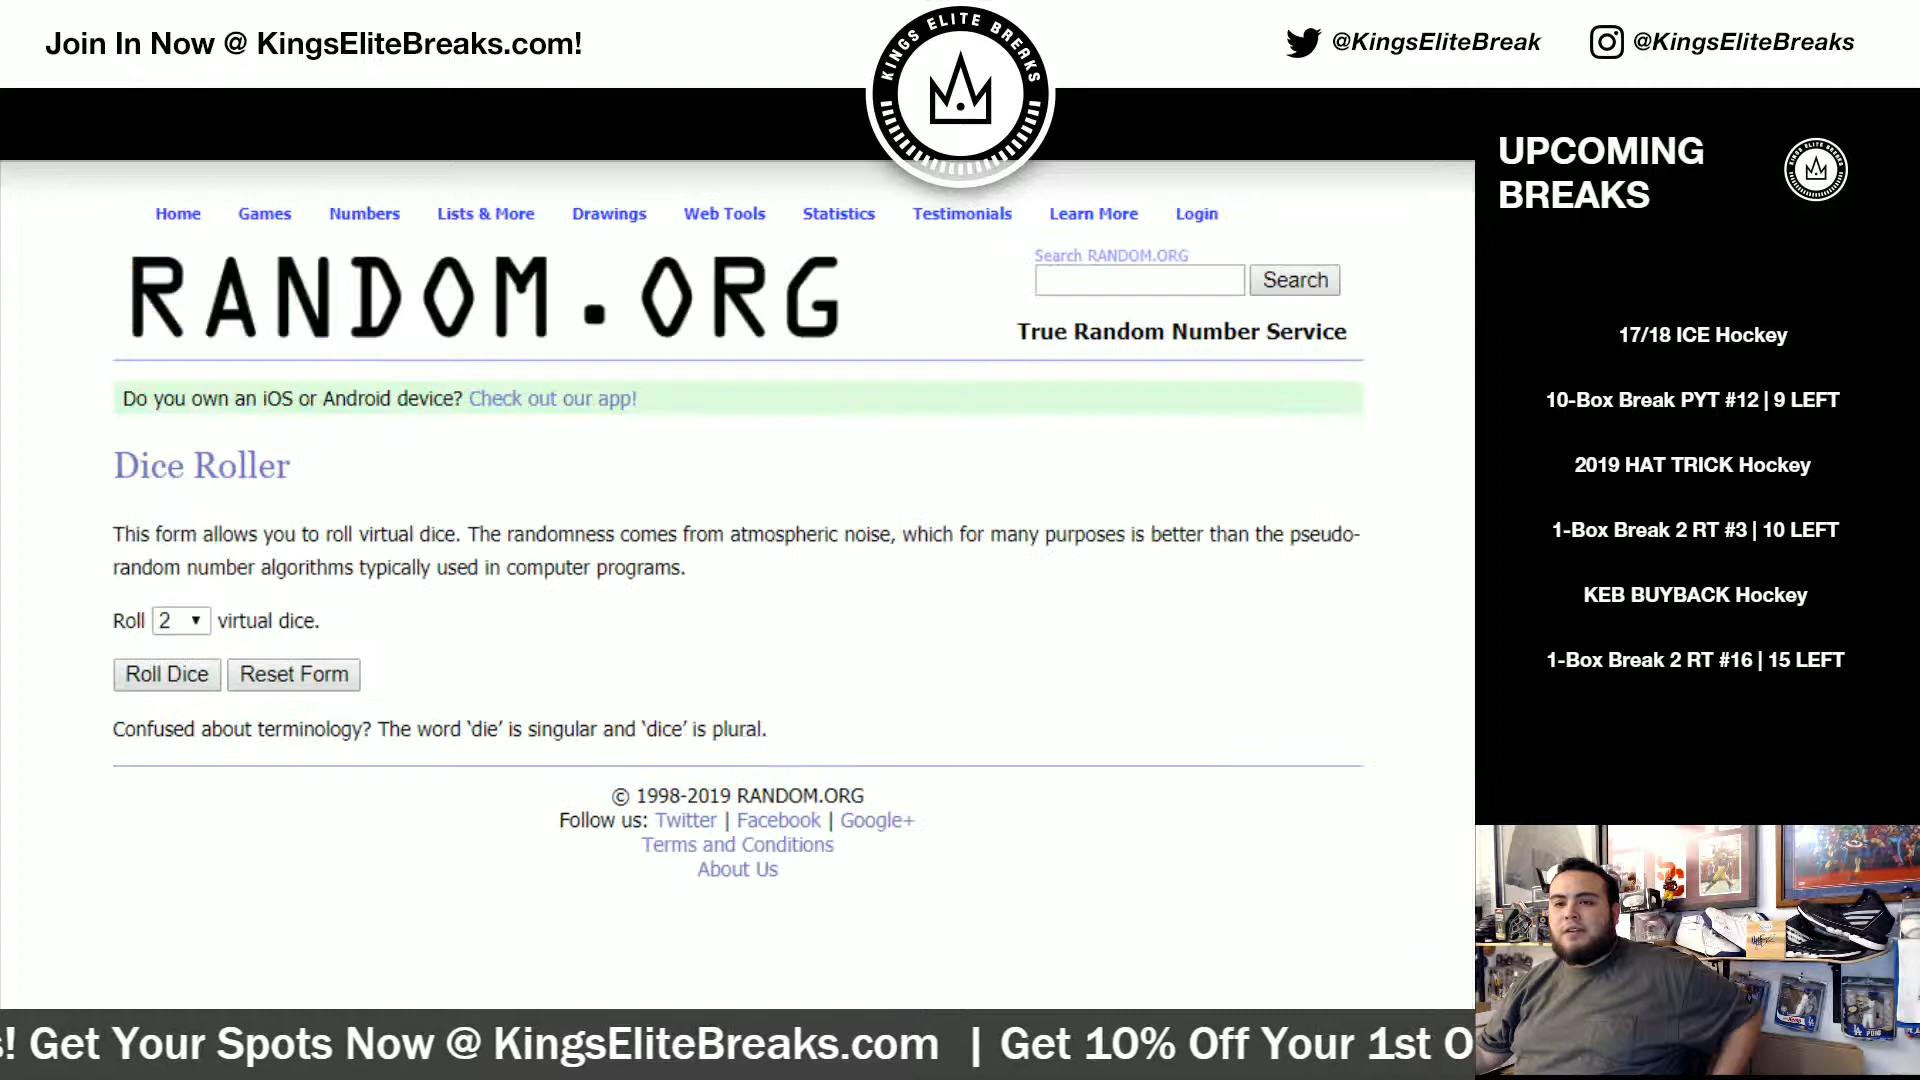 Join In Now @ KingsEliteBreaks.com!
KINGS ELITE BREAKS
@KingsEliteBreak
@KingsEliteBreaks
UPCOMING
BREAKS
KINGS ELITE BREAKS
17/18 ICE Hockey
10-Box Break PYT #12 | 9 LEFT
2019 HAT TRICK Hockey
1-Box Break 2 RT #3 | 10 LEFT
KEB BUYBACK Hockey
1-Box Break 2 RT #16 | 15 LEFT
Home Games Numbers Lists & More Drawings Web Tools Statistics Testimonials Learn More Login
RANDOM.ORG
Search RANDOM.ORG
Search
True Random Number Service
Do you own an iOS or Android device? Check out our app!
Dice Roller
This form allows you to roll virtual dice. The randomness comes from atmospheric noise, which for many purposes is better than the pseudo-
random number algorithms typically used in computer programs.
Roll 2 virtual dice.
Roll Dice Reset Form
Confused about terminology? The word ‘die’ is singular and ‘dice’ is plural.
© 1998-2019 RANDOM.ORG
Follow us: Twitter | Facebook | Google+
Terms and Conditions
About Us
s! Get Your Spots Now @ KingsEliteBreaks.com | Get 10% Off Your 1st O